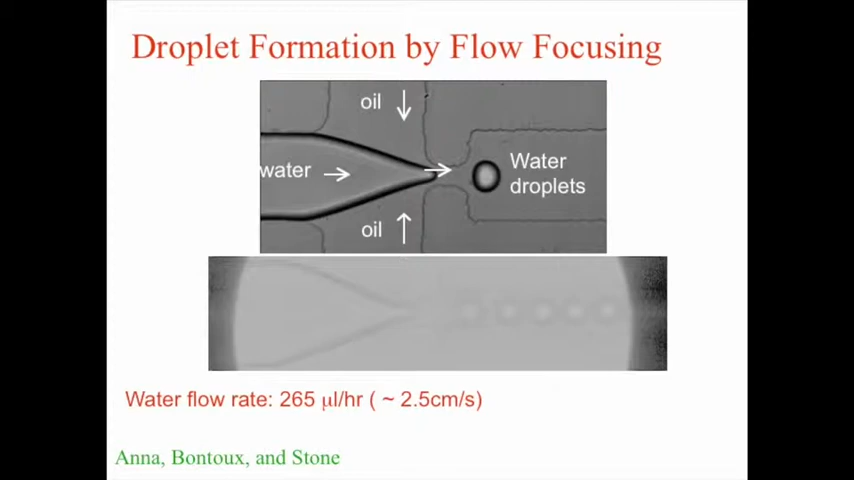 Droplet Formation by Flow Focusing
oil
water
Water
droplets
oil
Water flow rate: 265 μl/hr ( ~ 2.5cm/s)
Anna, Bontoux, and Stone